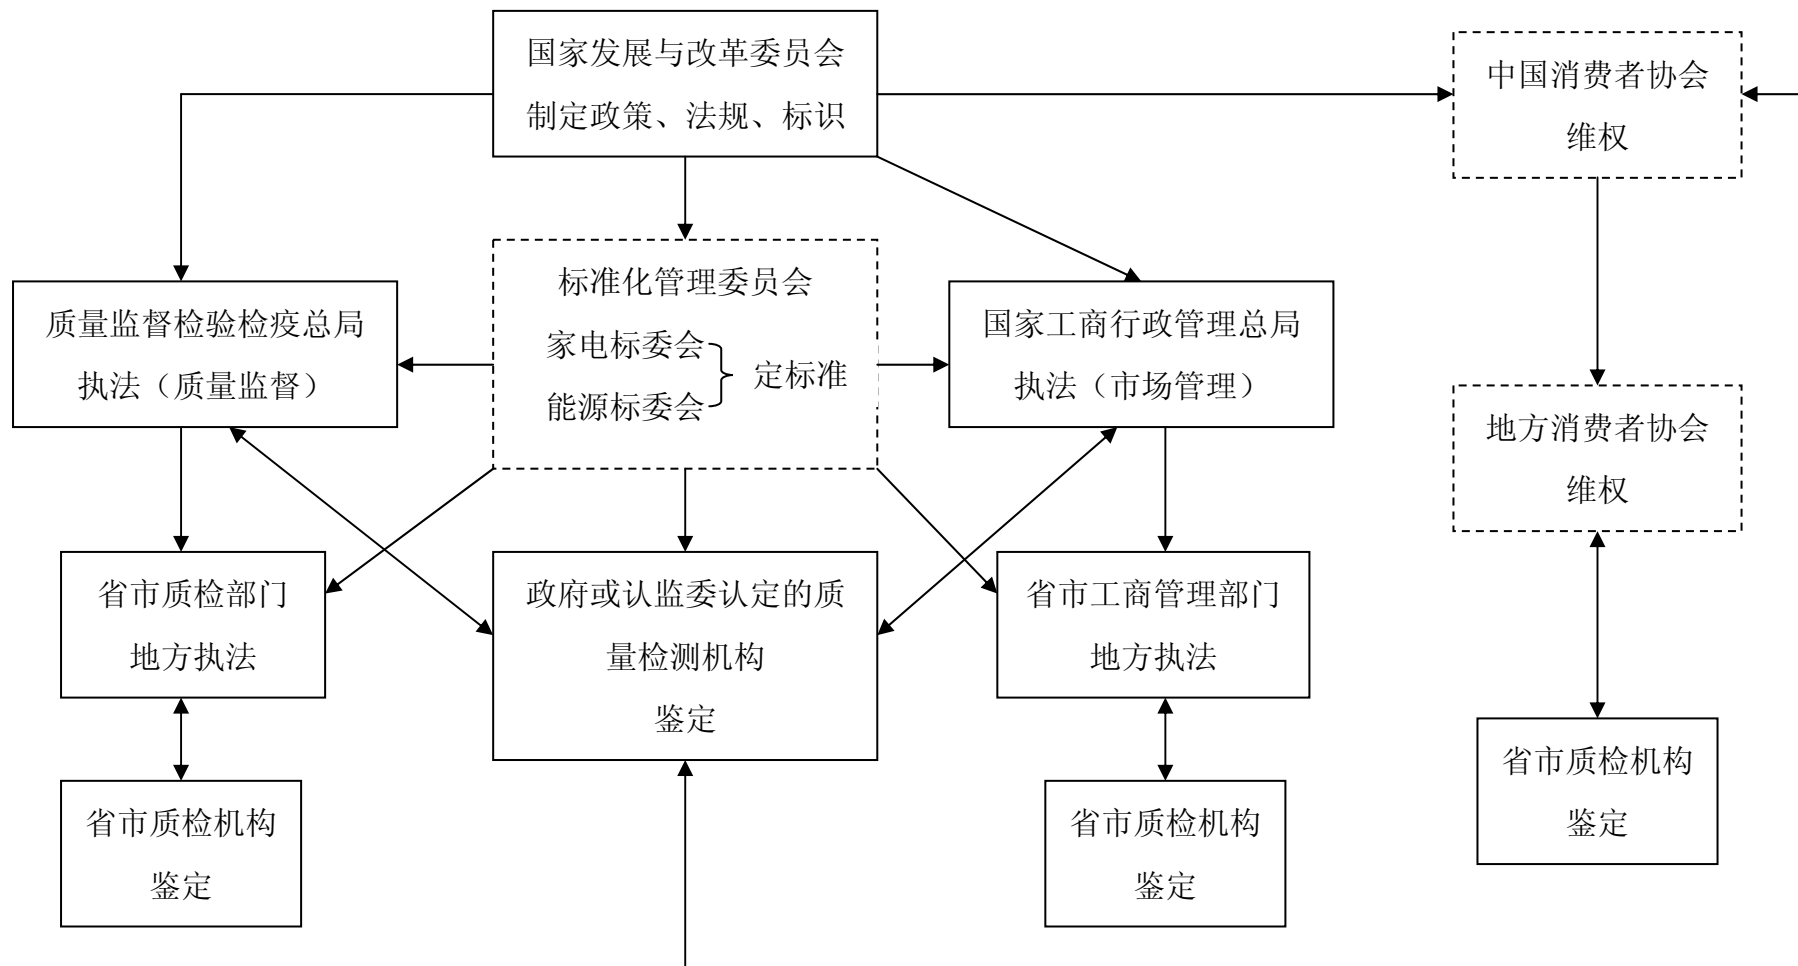 国家发展与改革委员会
制定政策、法规、标识
中国消费者协会
维权
标准化管理委员会
家电标委会
能源标委会
定标准
质量监督检验检疫总局
执法（质量监督）
国家工商行政管理总局
执法（市场管理）
地方消费者协会
维权
省市质检部门
地方执法
政府或认监委认定的质
量检测机构
鉴定
省市工商管理部门
地方执法
省市质检机构
鉴定
省市质检机构
鉴定
省市质检机构
鉴定